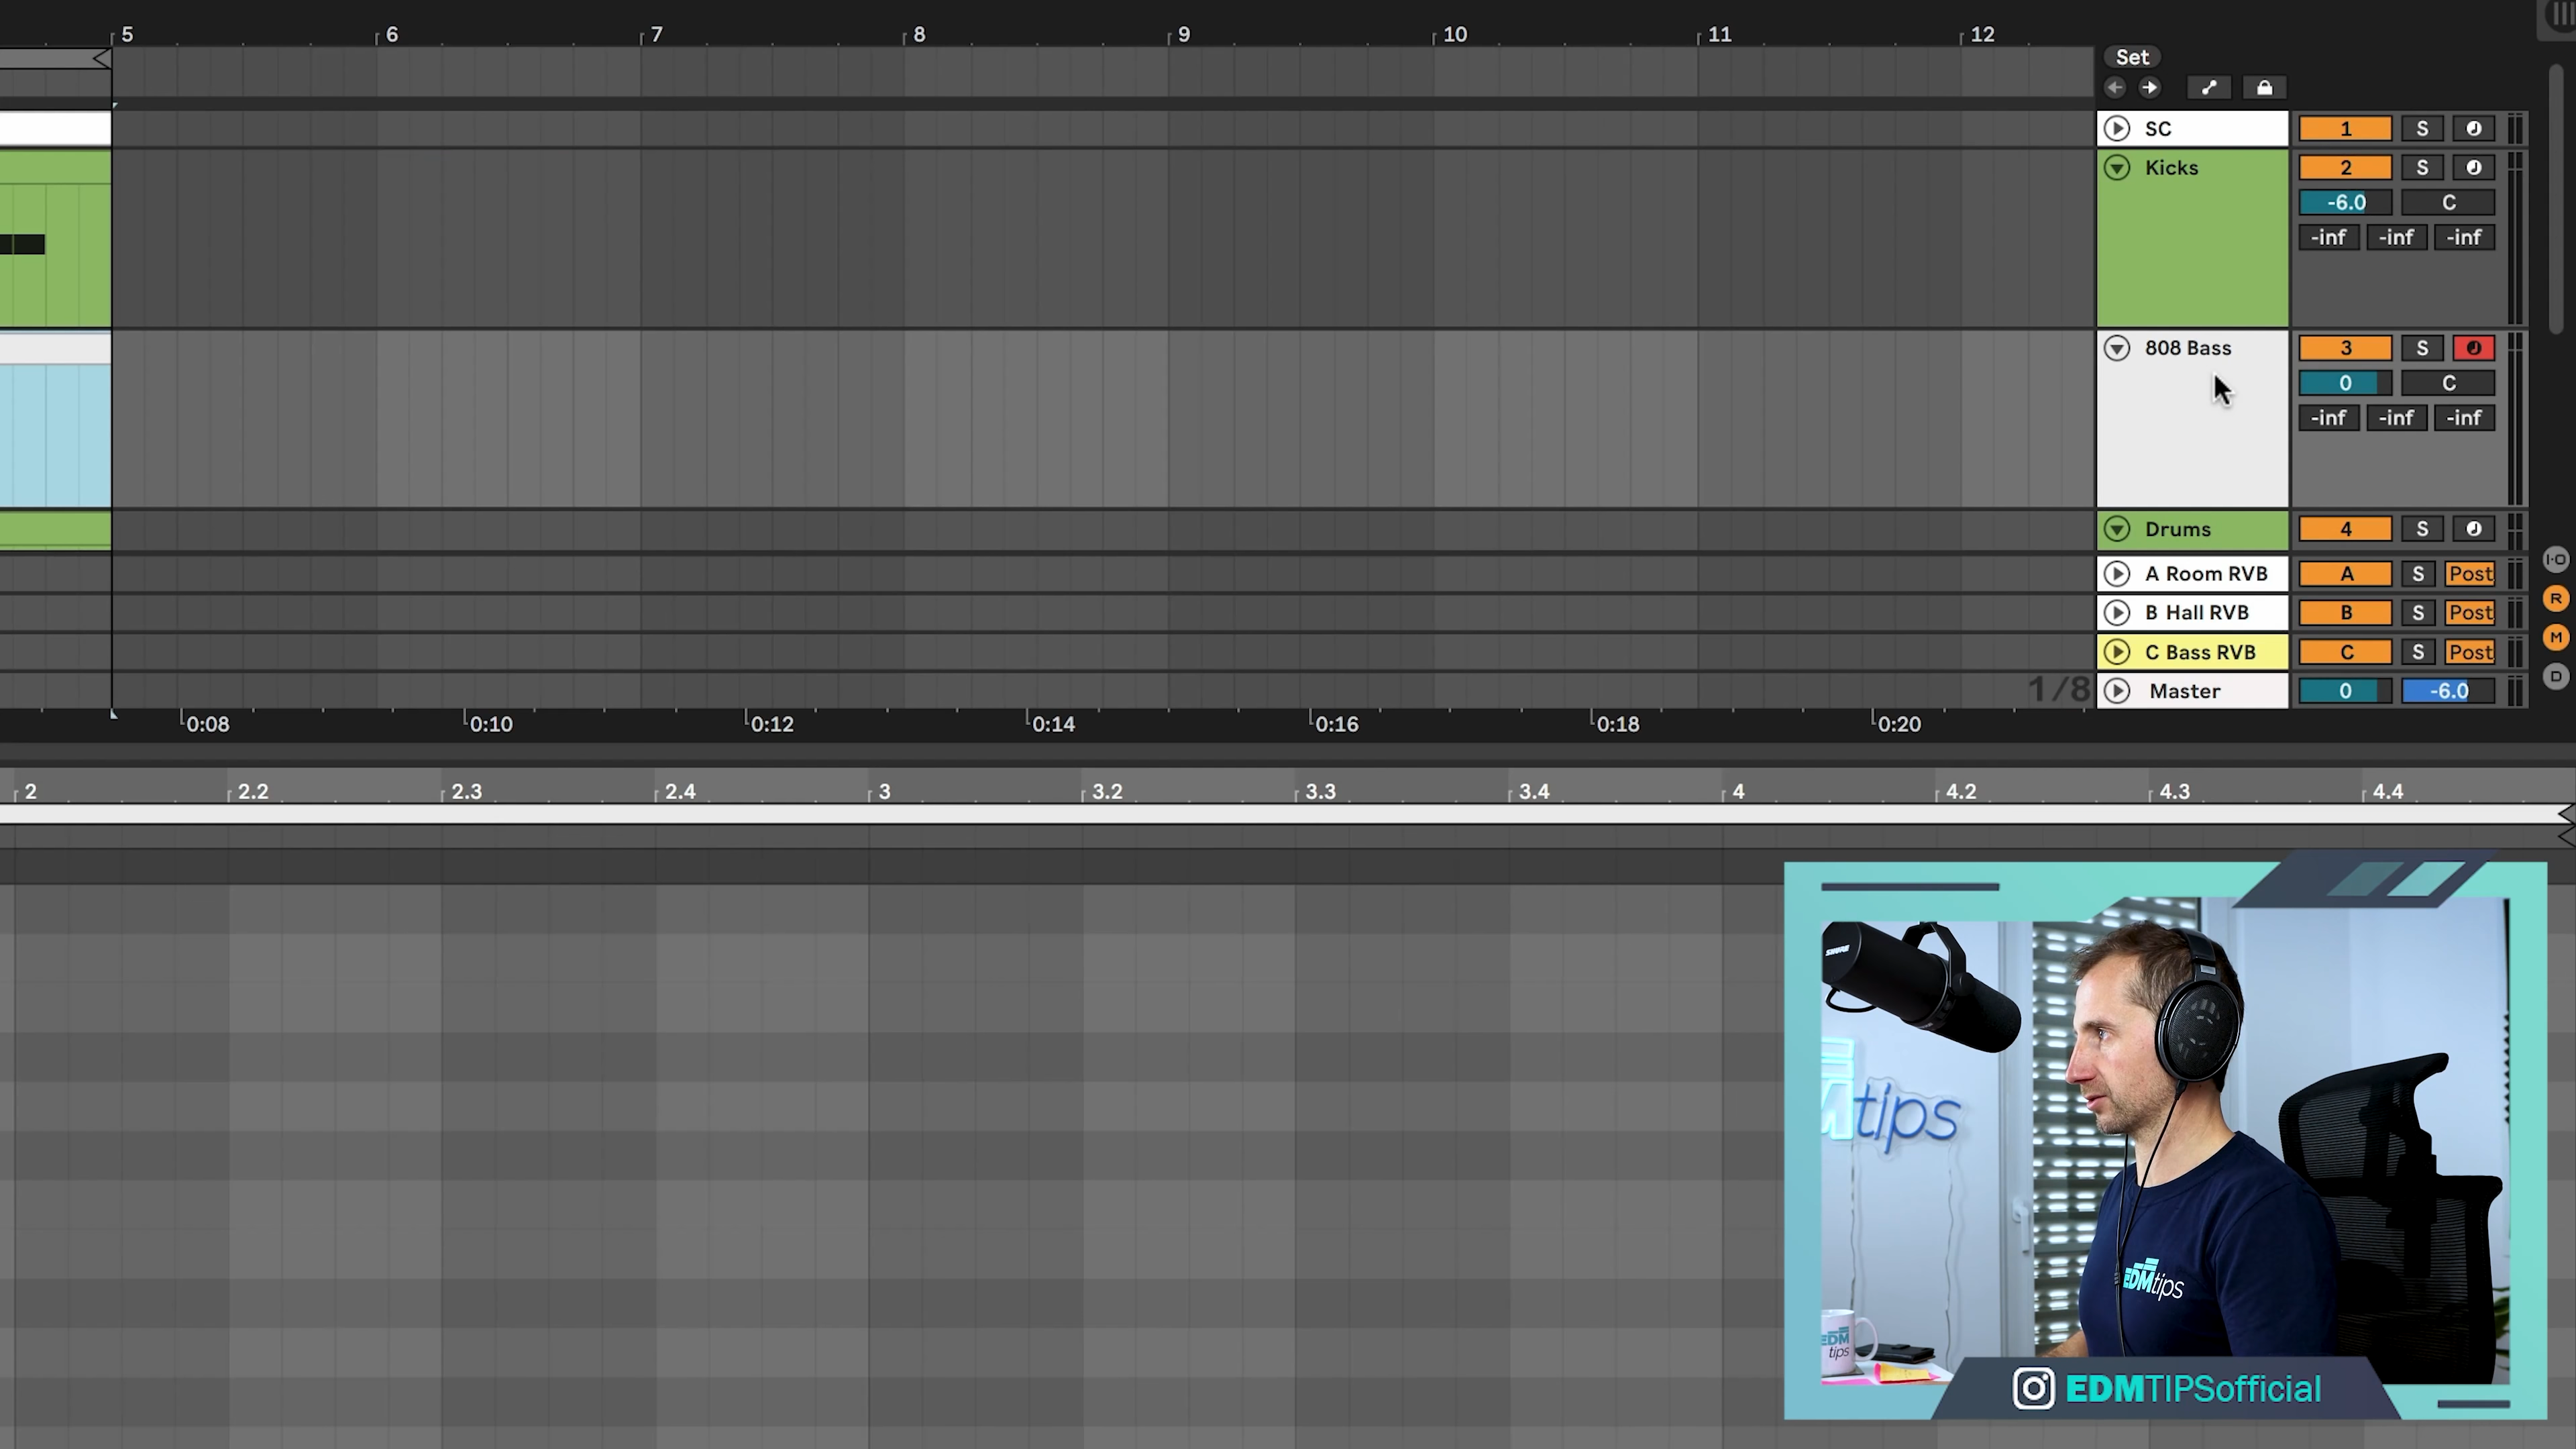 5 6 7 8 9 10 11 12
Set
SC 1 S
Kicks 2 S
-6.0 C
-inf -inf -inf
808 Bass 3 S
0 C
-inf -inf -inf
Drums 4 S
A Room RVB A S Post
B Hall RVB B S Post
C Bass RVB C S Post
1/8 Master 0 -6.0
I·O
R
M
D
0:08 0:10 0:12 0:14 0:16 0:18 0:20
2 2.2 2.3 2.4 3 3.2 3.3 3.4 4 4.2 4.3 4.4
SHURE
tips
EDMtips
EDM
tips
EDMTIPSofficial